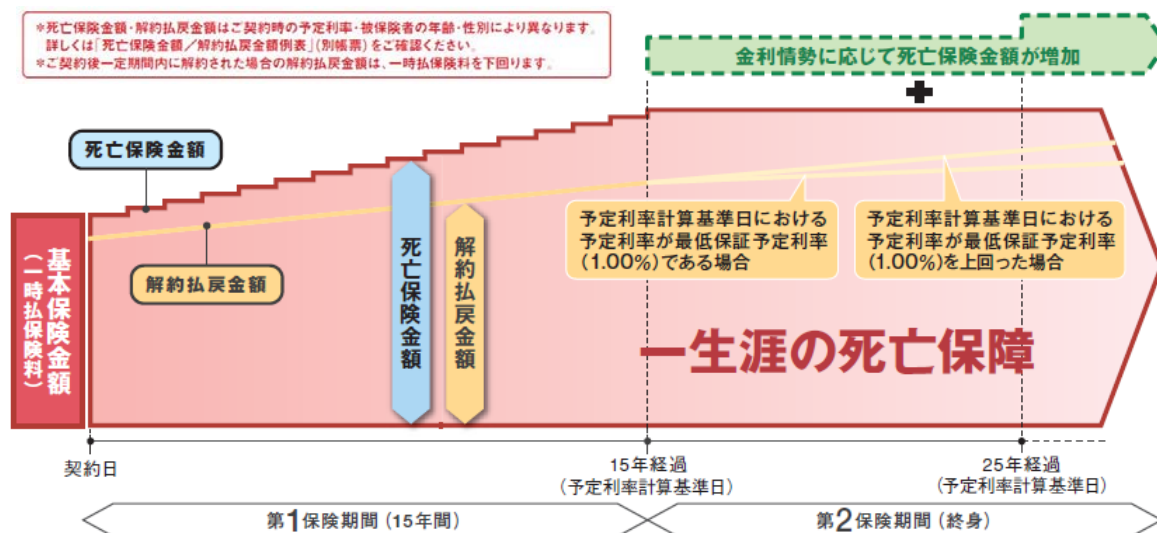 *死亡保険金額・解約払戻金額はご契約時の予定利率・被保険者の年齢・性別により異なります。
詳しくは「死亡保険金額／解約払戻金額例表」(別帳票)をご確認ください。
*ご契約後一定期間内に解約された場合の解約払戻金額は、一時払保険料を下回ります。
金利情勢に応じて死亡保険金額が増加
+
死亡保険金額
解約払戻金額
基本保険金額
（一時払保険料）
死亡保険金額
解約払戻金額
予定利率計算基準日における
予定利率が最低保証予定利率
(1.00%)である場合
予定利率計算基準日における
予定利率が最低保証予定利率
(1.00%)を上回った場合
一生涯の死亡保障
契約日
15年経過
(予定利率計算基準日)
25年経過
(予定利率計算基準日)
第1保険期間(15年間)
第2保険期間(終身)